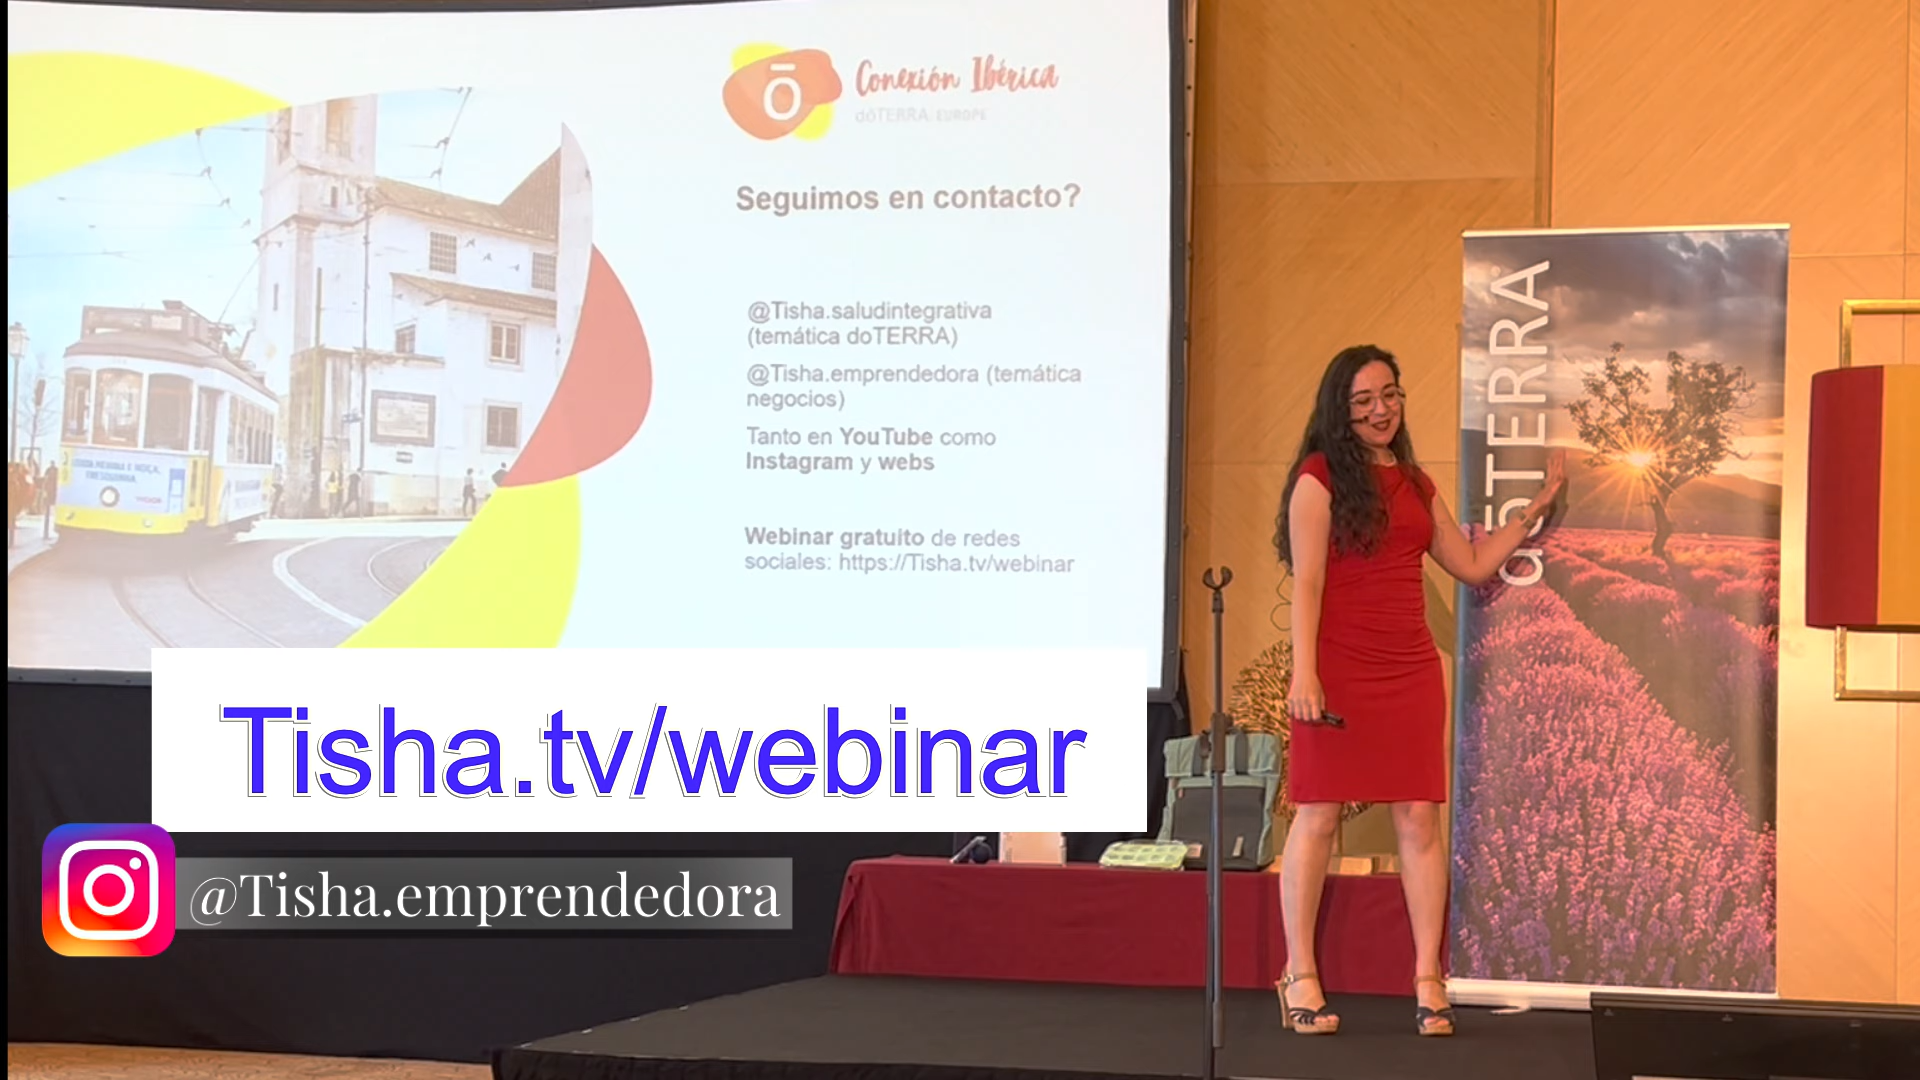 Conexión Ibérica
dōTERRA EUROPE
Seguimos en contacto?
@Tisha.saludintegrativa
(temática doTERRA)
@Tisha.emprendedora (temática
negocios)
Tanto en YouTube como
Instagram y webs
Webinar gratuito de redes
sociales: https://Tisha.tv/webinar
dōTERRA
Tisha.tv/webinar
@Tisha.emprendedora